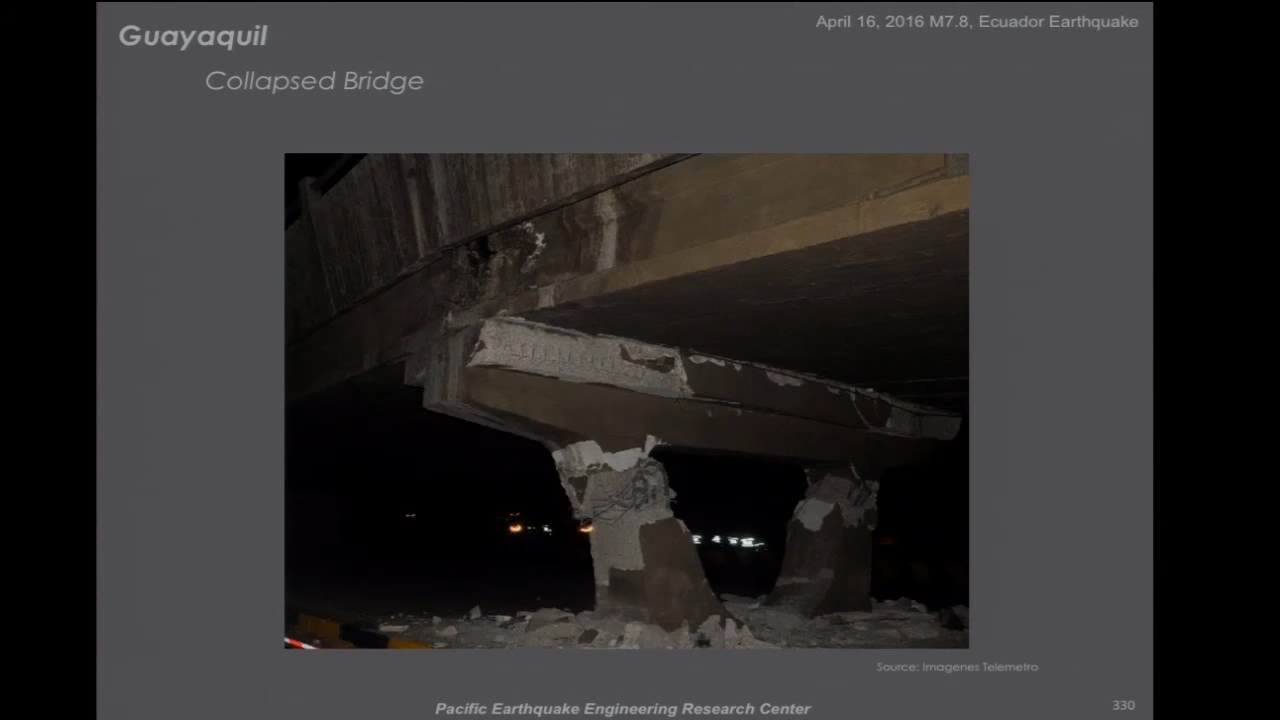 April 16, 2016 M7.8, Ecuador Earthquake
Guayaquil
Collapsed Bridge
Source: Imagenes Telemetro
Pacific Earthquake Engineering Research Center
330